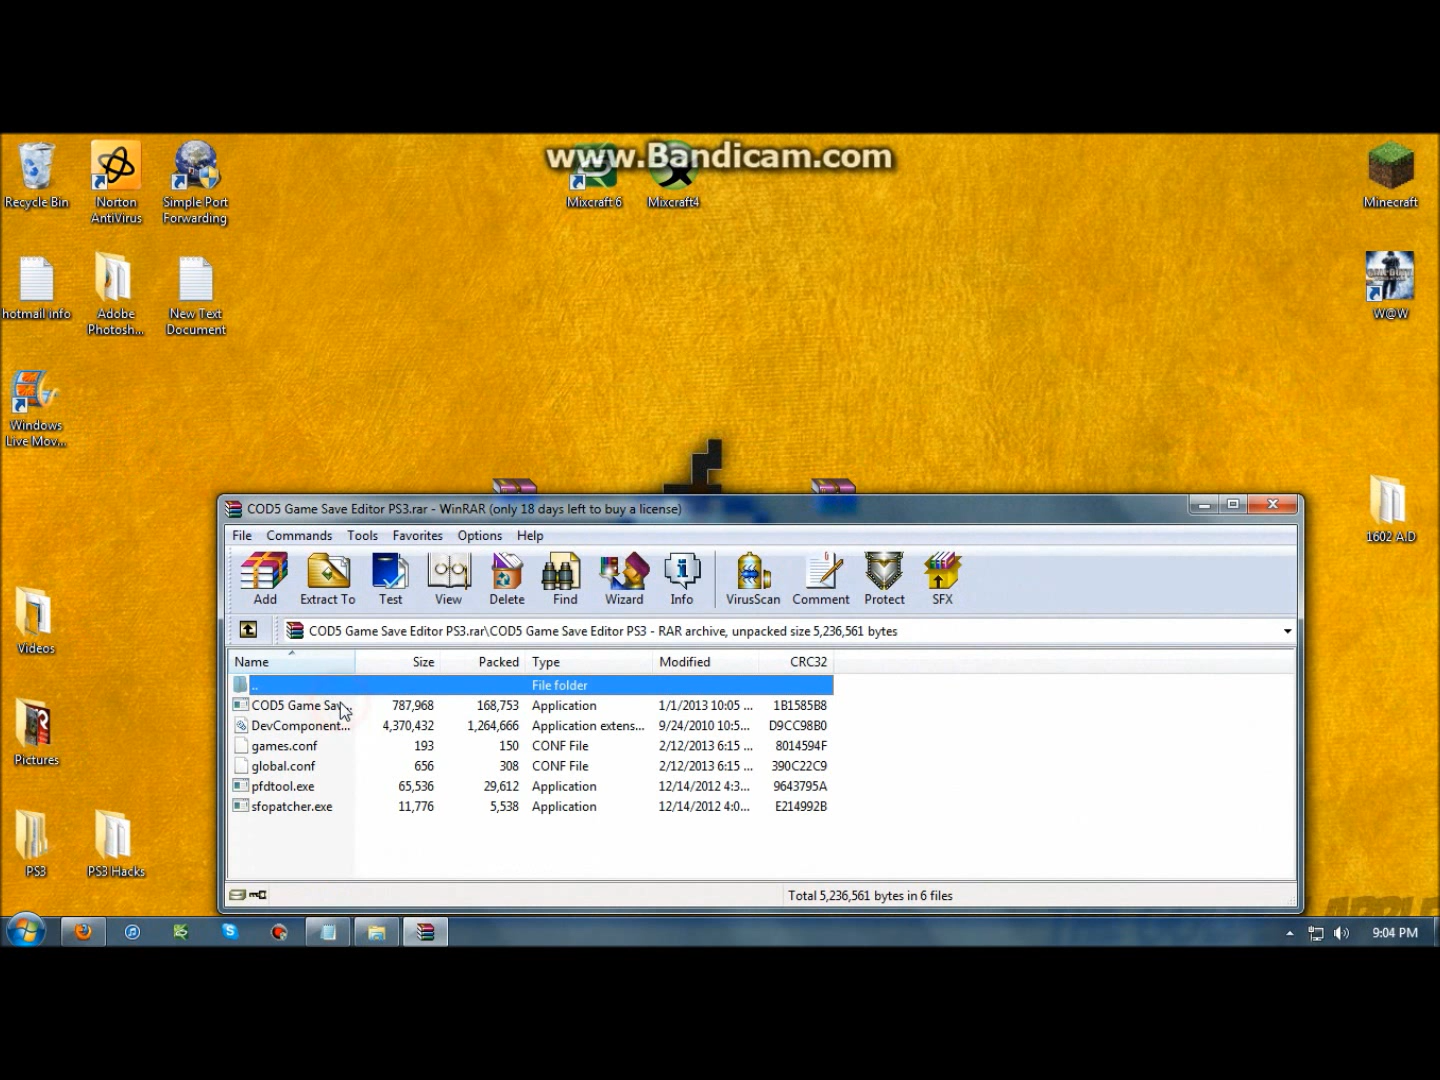 www.Bandicam.com
Recycle Bin
Norton
AntiVirus
Simple Port
Forwarding
Mixcraft 6
Mixcraft4
Minecraft
hotmail info
Adobe
Photosh...
New Text
Document
W@W
Windows
Live Mov...
1602 AD
Videos
Pictures
PS3
PS3 Hacks
COD5 Game Save Editor PS3.rar - WinRAR (only 18 days left to buy a license)
File Commands Tools Favorites Options Help
Add Extract To Test View Delete Find Wizard Info VirusScan Comment Protect SFX
COD5 Game Save Editor PS3.rar\COD5 Game Save Editor PS3 - RAR archive, unpacked size 5,236,561 bytes
Name Size Packed Type Modified CRC32
.. File folder
COD5 Game Sav... 787,968 168,753 Application 1/1/2013 10:05 ... 1B1585B8
DevComponent... 4,370,432 1,264,666 Application extens... 9/24/2010 10:5... D9CC98B0
games.conf 193 150 CONF File 2/12/2013 6:15 ... 8014594F
global.conf 656 308 CONF File 2/12/2013 6:15 ... 390C22C9
pfdtool.exe 65,536 29,612 Application 12/14/2012 4:3... 9643795A
sfopatcher.exe 11,776 5,538 Application 12/14/2012 4:0... E214992B
Total 5,236,561 bytes in 6 files
9:04 PM